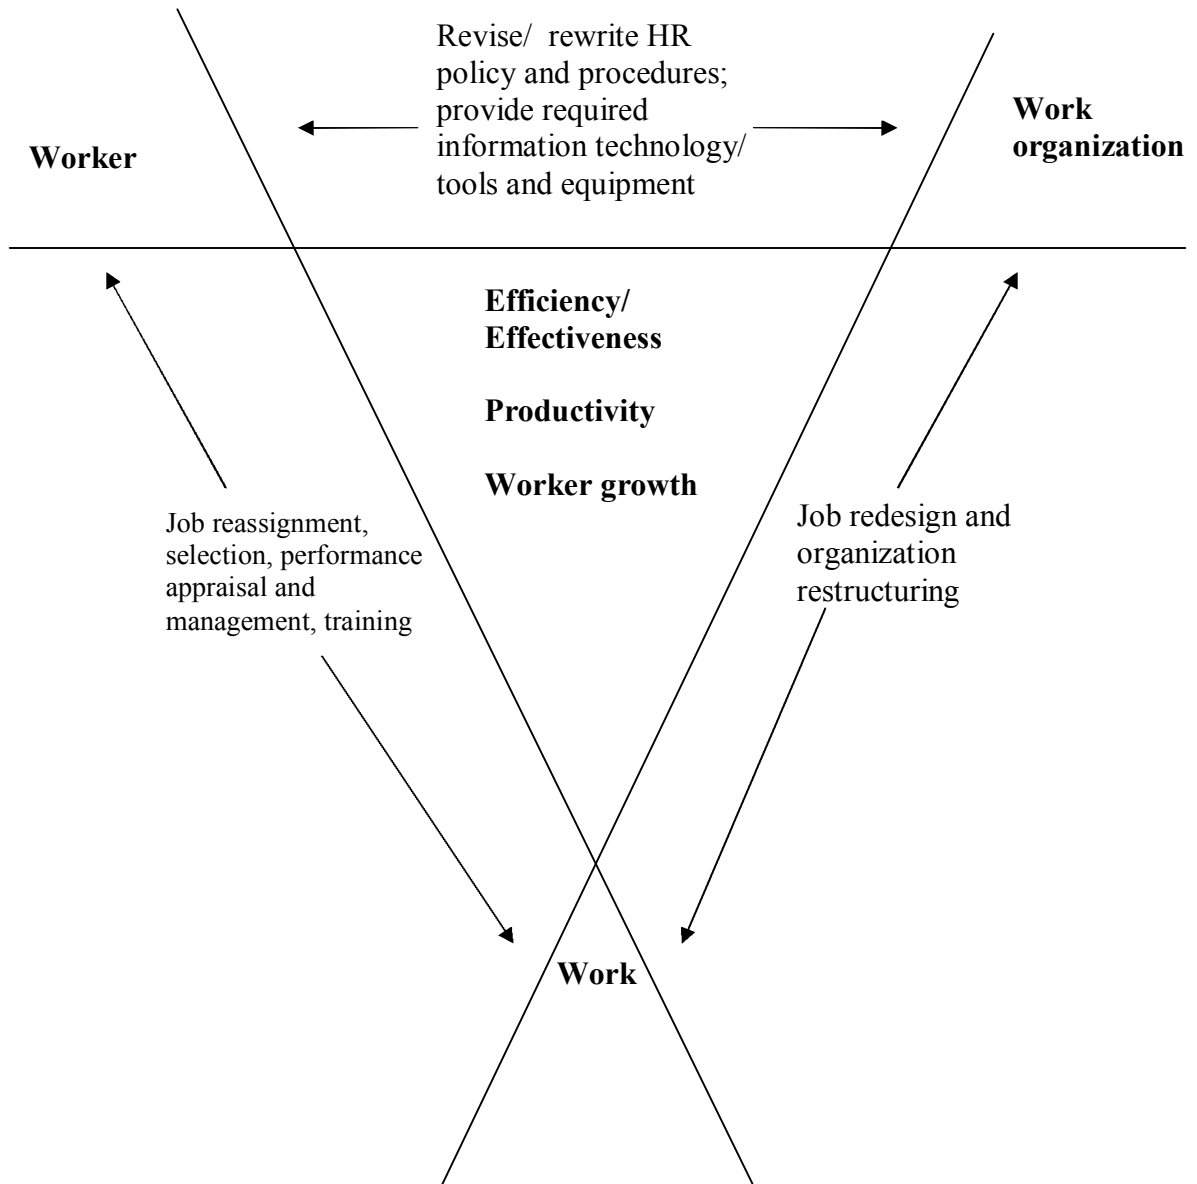 Revise/  rewrite HR
policy and procedures;
provide required
information technology/
tools and equipment
Worker
Work
organization
Efficiency/
Effectiveness
Productivity
Worker growth
Job reassignment,
selection, performance
appraisal and
management, training
Job redesign and
organization
restructuring
Work